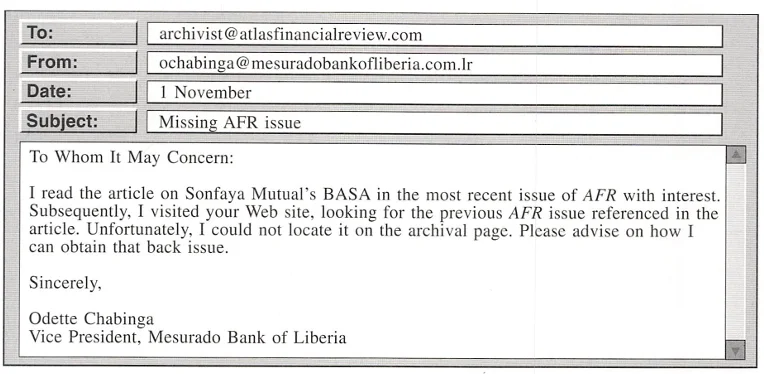 To: archivist@atlasfinancialreview.com
From: ochabinga@mesuradobankofliberia.com.lr
Date: 1 November
Subject: Missing AFR issue
To Whom It May Concern:
I read the article on Sonfaya Mutual's BASA in the most recent issue of AFR with interest.
Subsequently, I visited your Web site, looking for the previous AFR issue referenced in the
article. Unfortunately, I could not locate it on the archival page. Please advise on how I
can obtain that back issue.
Sincerely,
Odette Chabinga
Vice President, Mesurado Bank of Liberia